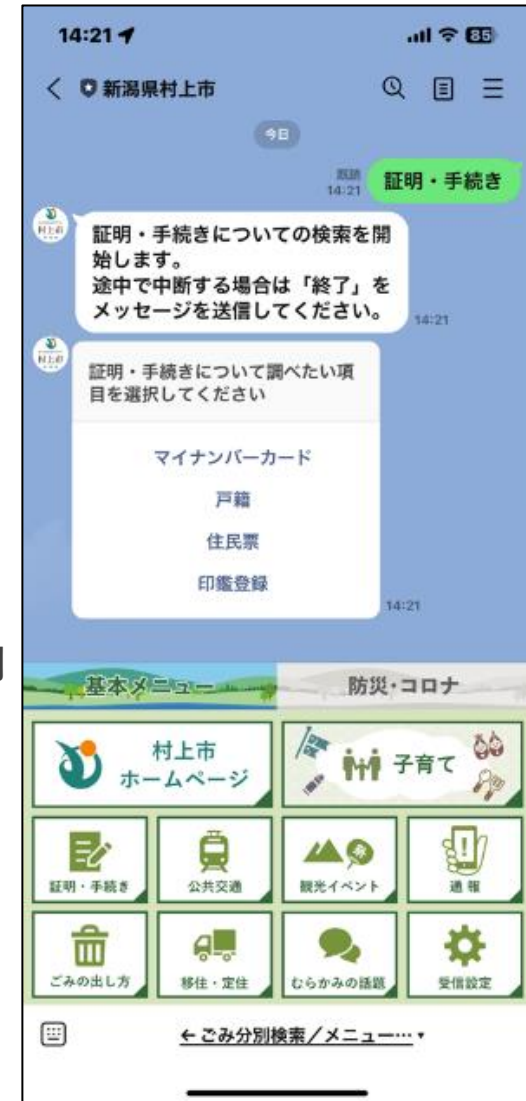 14:21
85
新潟県村上市
今日
既読
14:21
証明・手続き
村上市
証明・手続きについての検索を開
始します。
途中で中断する場合は「終了」を
メッセージを送信してください。
14:21
村上市
証明・手続きについて調べたい項
目を選択してください
マイナンバーカード
戸籍
住民票
印鑑登録
14:21
基本メニュー
防災・コロナ
村上市
ホームページ
子育て
証明・手続き
公共交通
観光イベント
通報
ごみの出し方
移住・定住
むらかみの話題
受信設定
←ごみ分別検索/メニュー…▾